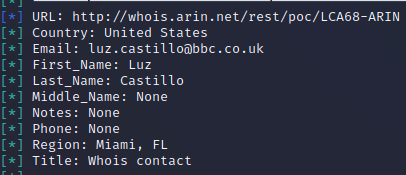 [*] URL: http://whois.arin.net/rest/poc/LCA68-ARIN
[*] Country: United States
[*] Email: luz.castillo@bbc.co.uk
[*] First_Name: Luz
[*] Last_Name: Castillo
[*] Middle_Name: None
[*] Notes: None
[*] Phone: None
[*] Region: Miami, FL
[*] Title: Whois contact